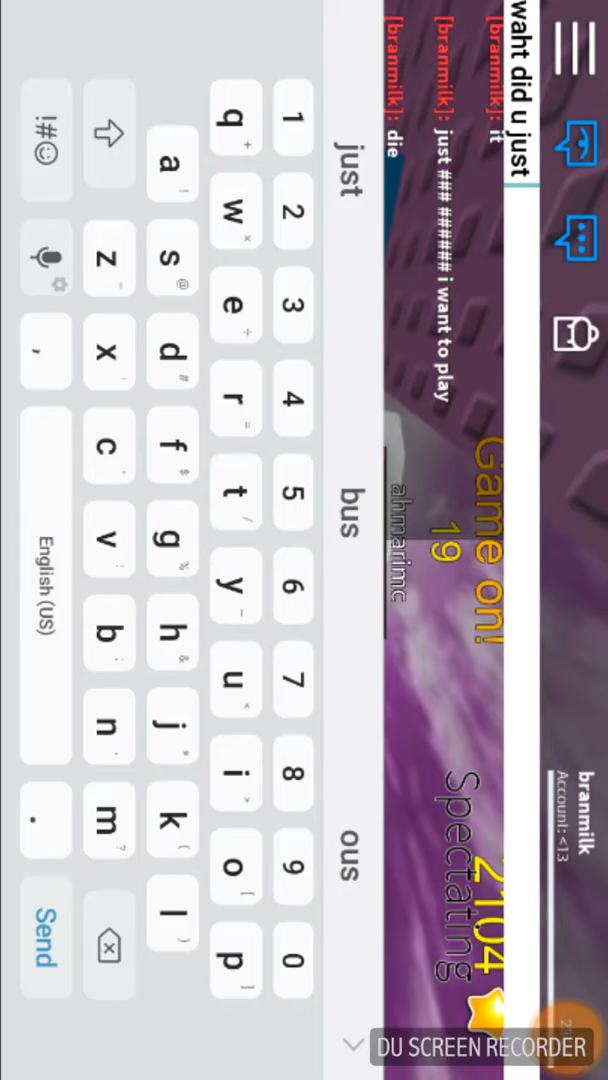 branmilk
Account: <13
waht did u just
[branmilk]: it
[branmilk]: just ### ###### i want to play
[branmilk]: die
Game on!
19
ahmarimc
2104
Spectating
just bus ous
1 2 3 4 5 6 7 8 9 0
q w e r t y u i o p
a s d f g h j k l
z x c v b n m
!#☺ , English (US) . Send
DU SCREEN RECORDER